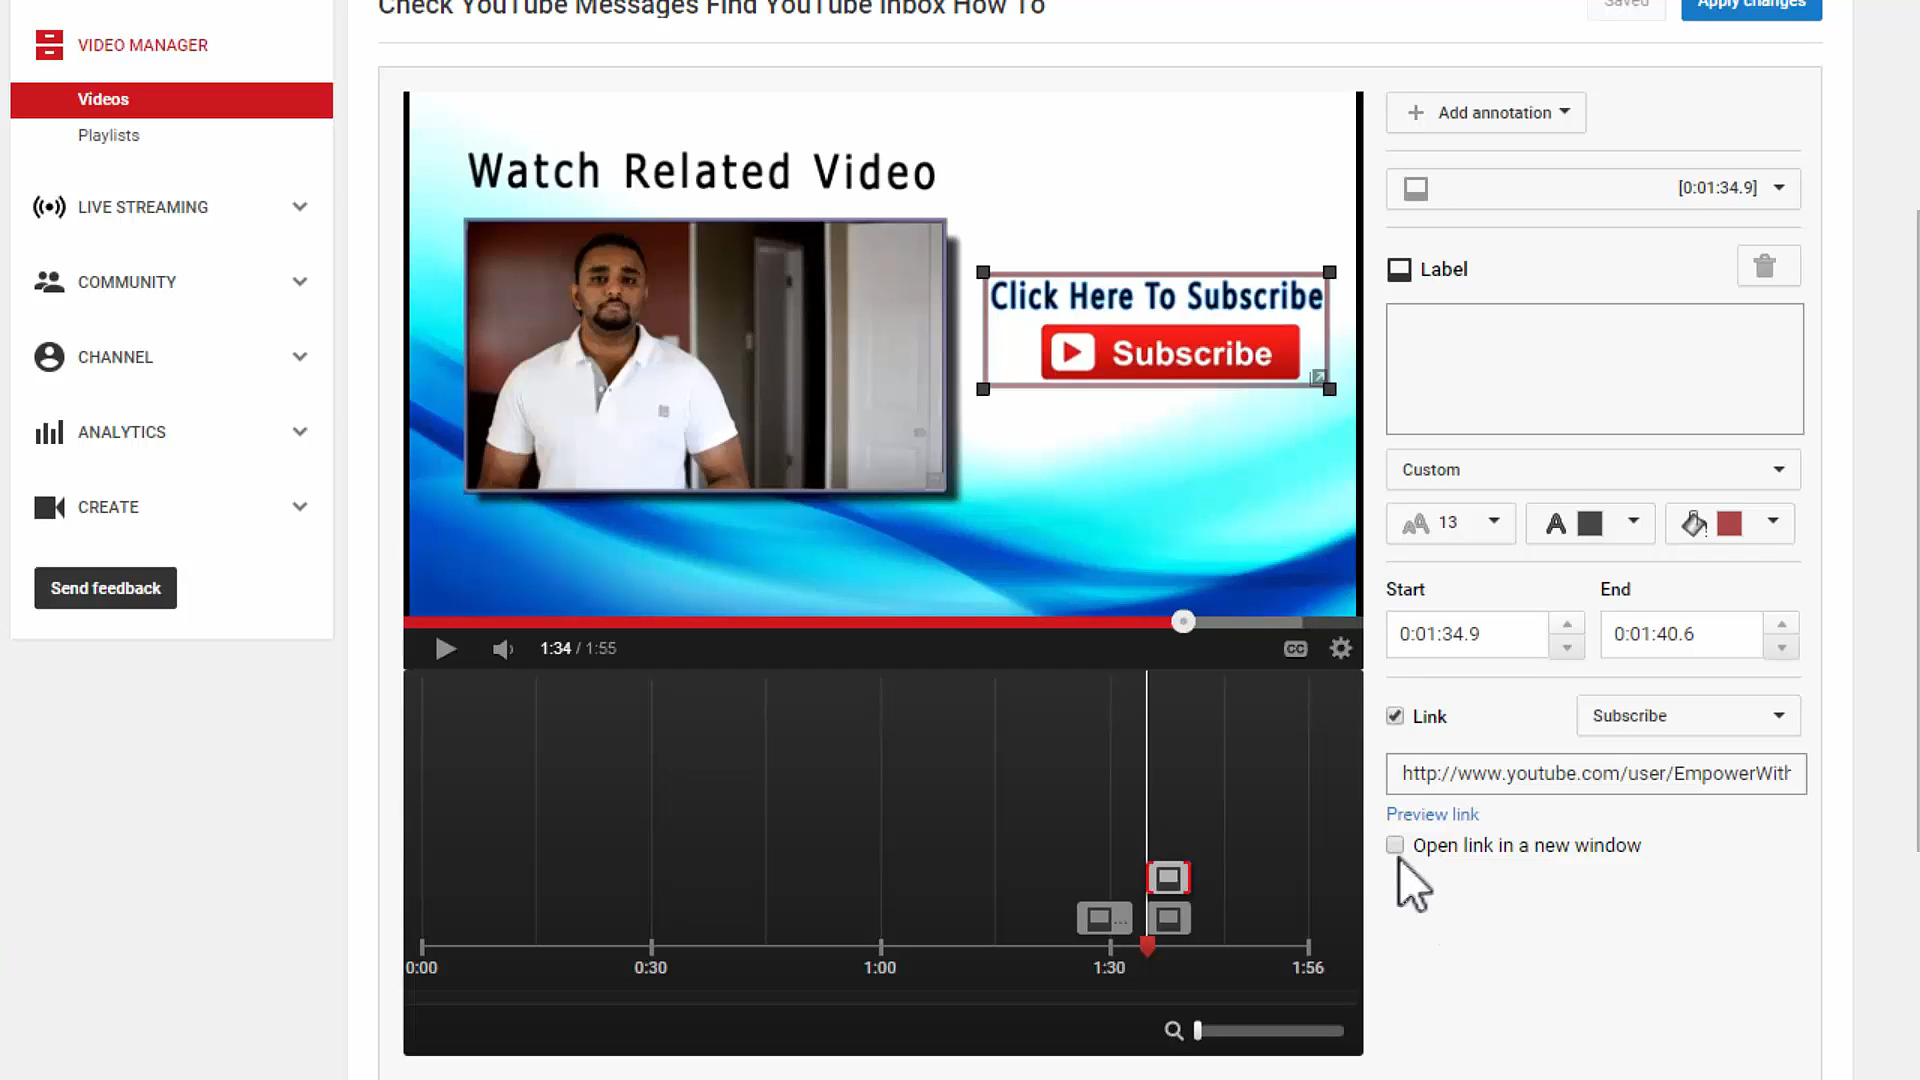 Check YouTube Messages Find YouTube Inbox How To
Saved
Apply changes
VIDEO MANAGER
Videos
Playlists
LIVE STREAMING
COMMUNITY
CHANNEL
ANALYTICS
CREATE
Send feedback
Watch Related Video
Click Here To Subscribe
Subscribe
1:34 / 1:55
CC
0:00
0:30
1:00
1:30
1:56
+ Add annotation
[0:01:34.9]
Label
Custom
13
Start
End
0:01:34.9
0:01:40.6
Link
Subscribe
http://www.youtube.com/user/EmpowerWith
Preview link
Open link in a new window